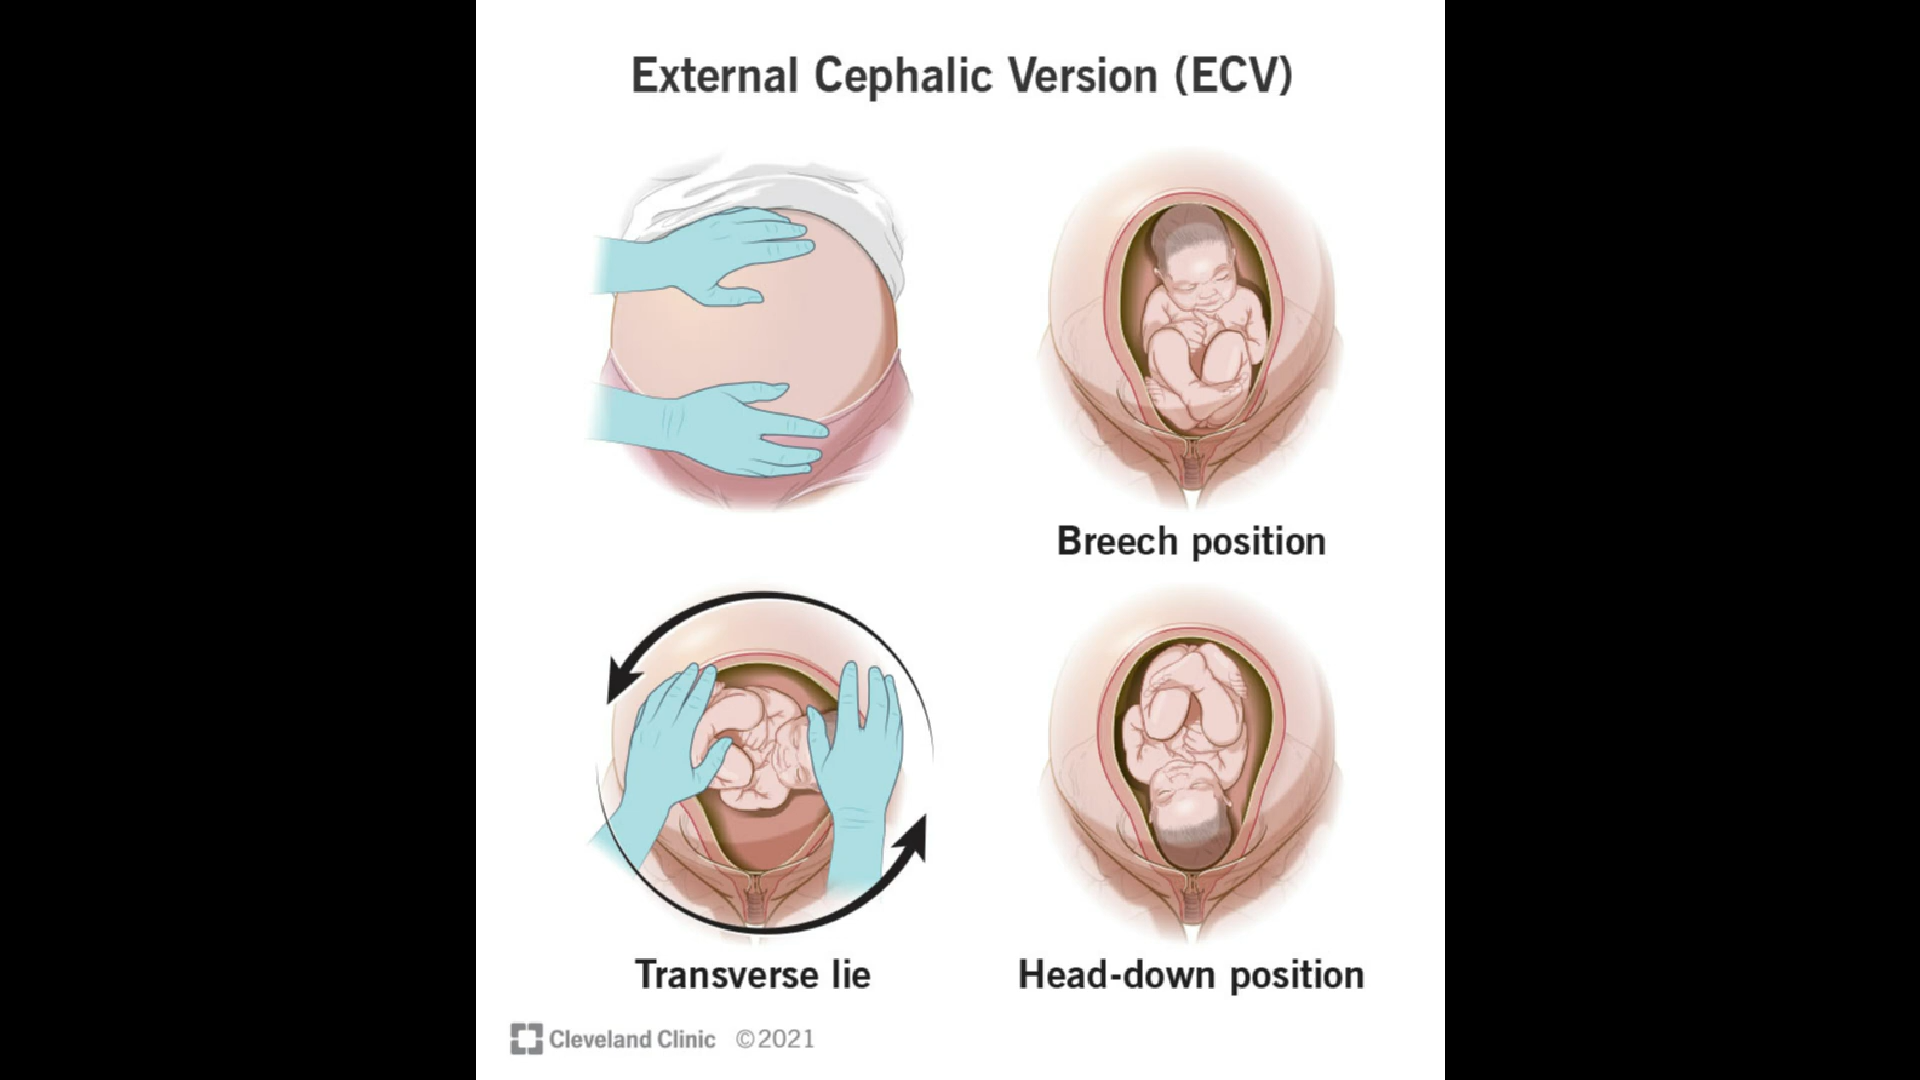 External Cephalic Version (ECV)
Breech position
Transverse lie
Head-down position
Cleveland Clinic ©2021